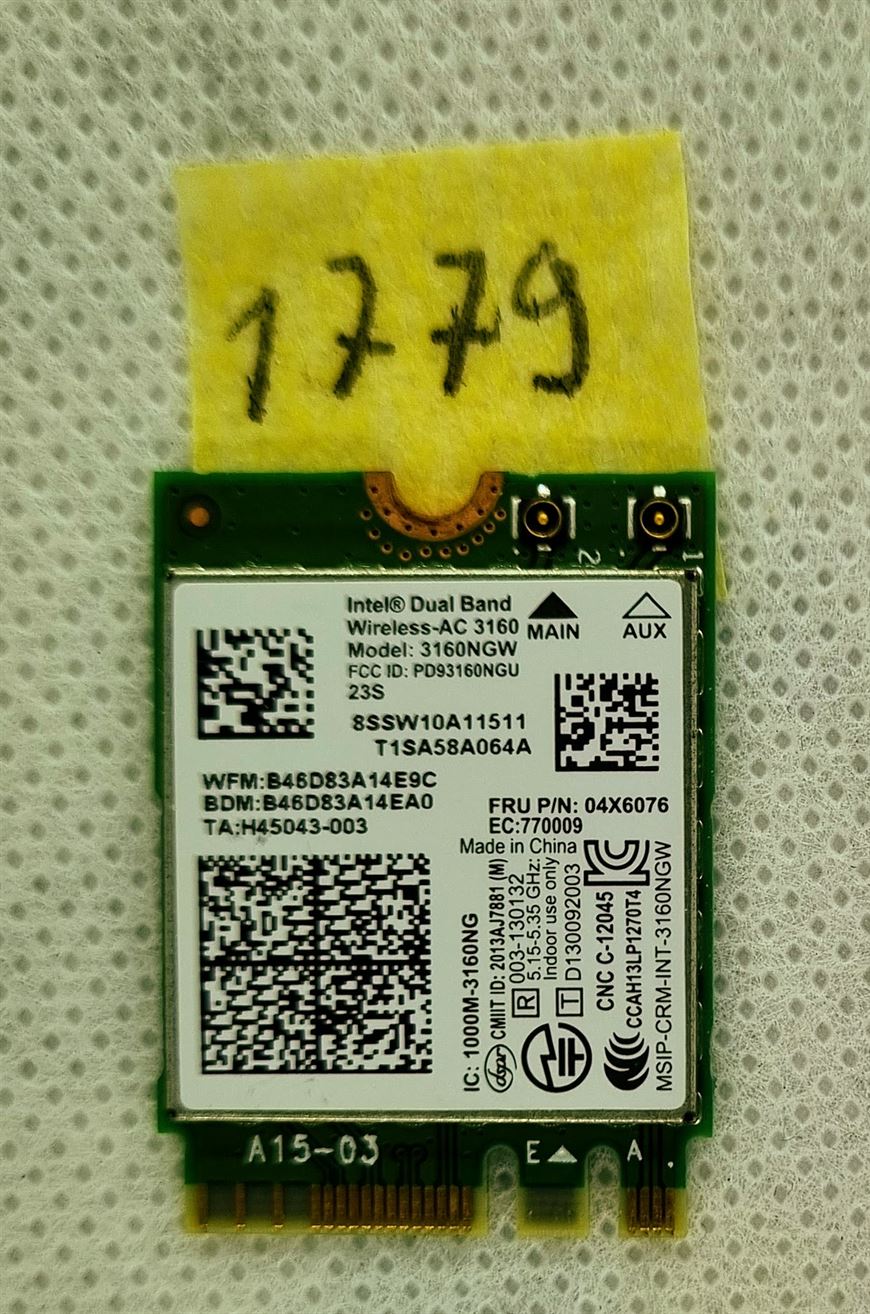 1779
2
1
Intel® Dual Band
Wireless-AC 3160
Model: 3160NGW
FCC ID: PD93160NGU
23S
MAIN
AUX
8SSW10A11511
T1SA58A064A
WFM:B46D83A14E9C
BDM:B46D83A14EA0
TA:H45043-003
FRU P/N: 04X6076
EC:770009
Made in China
IC: 1000M-3160NG
CMIIT ID: 2013AJ7881 (M)
R 003-130132
5.15-5.35 GHz:
Indoor use only
T D130092003
CNC C-12045
CCAH13LP1270T4
MSIP-CRM-INT-3160NGW
A15-03
E
A